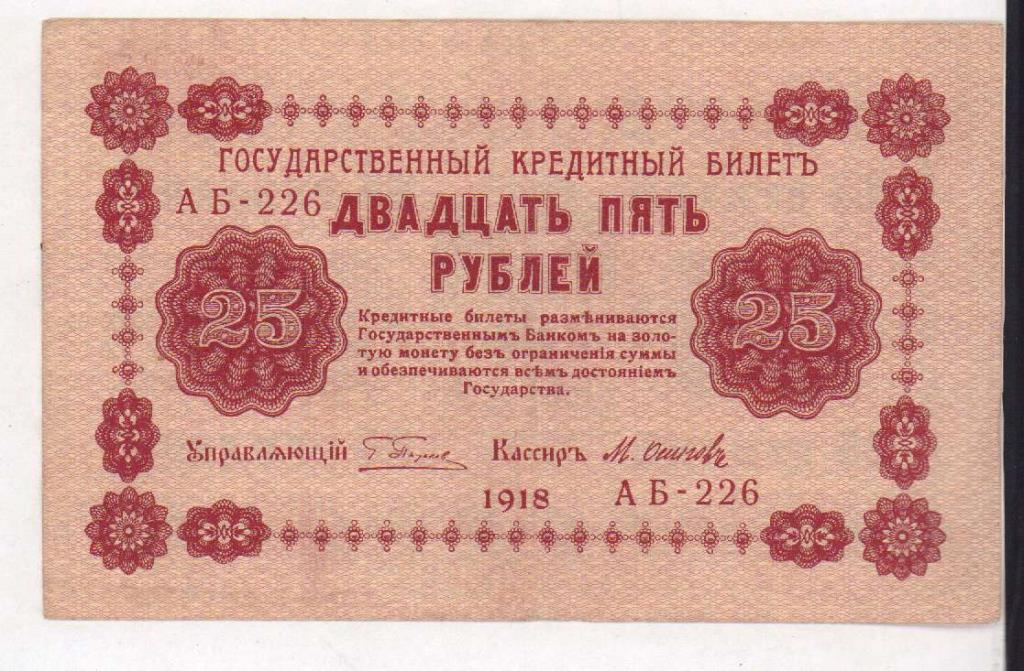 ГОСУДАРСТВЕННЫЙ КРЕДИТНЫЙ БИЛЕТЪ
АБ-226 ДВАДЦАТЬ ПЯТЬ
РУБЛЕЙ
25
25
Кредитные билеты размѣниваются
Государственнымъ Банкомъ на золо-
тую монету безъ ограниченія суммы
и обезпечиваются всѣмъ достояніемъ
Государства.
Управляющій Кассиръ М. Осиповъ
1918 АБ-226